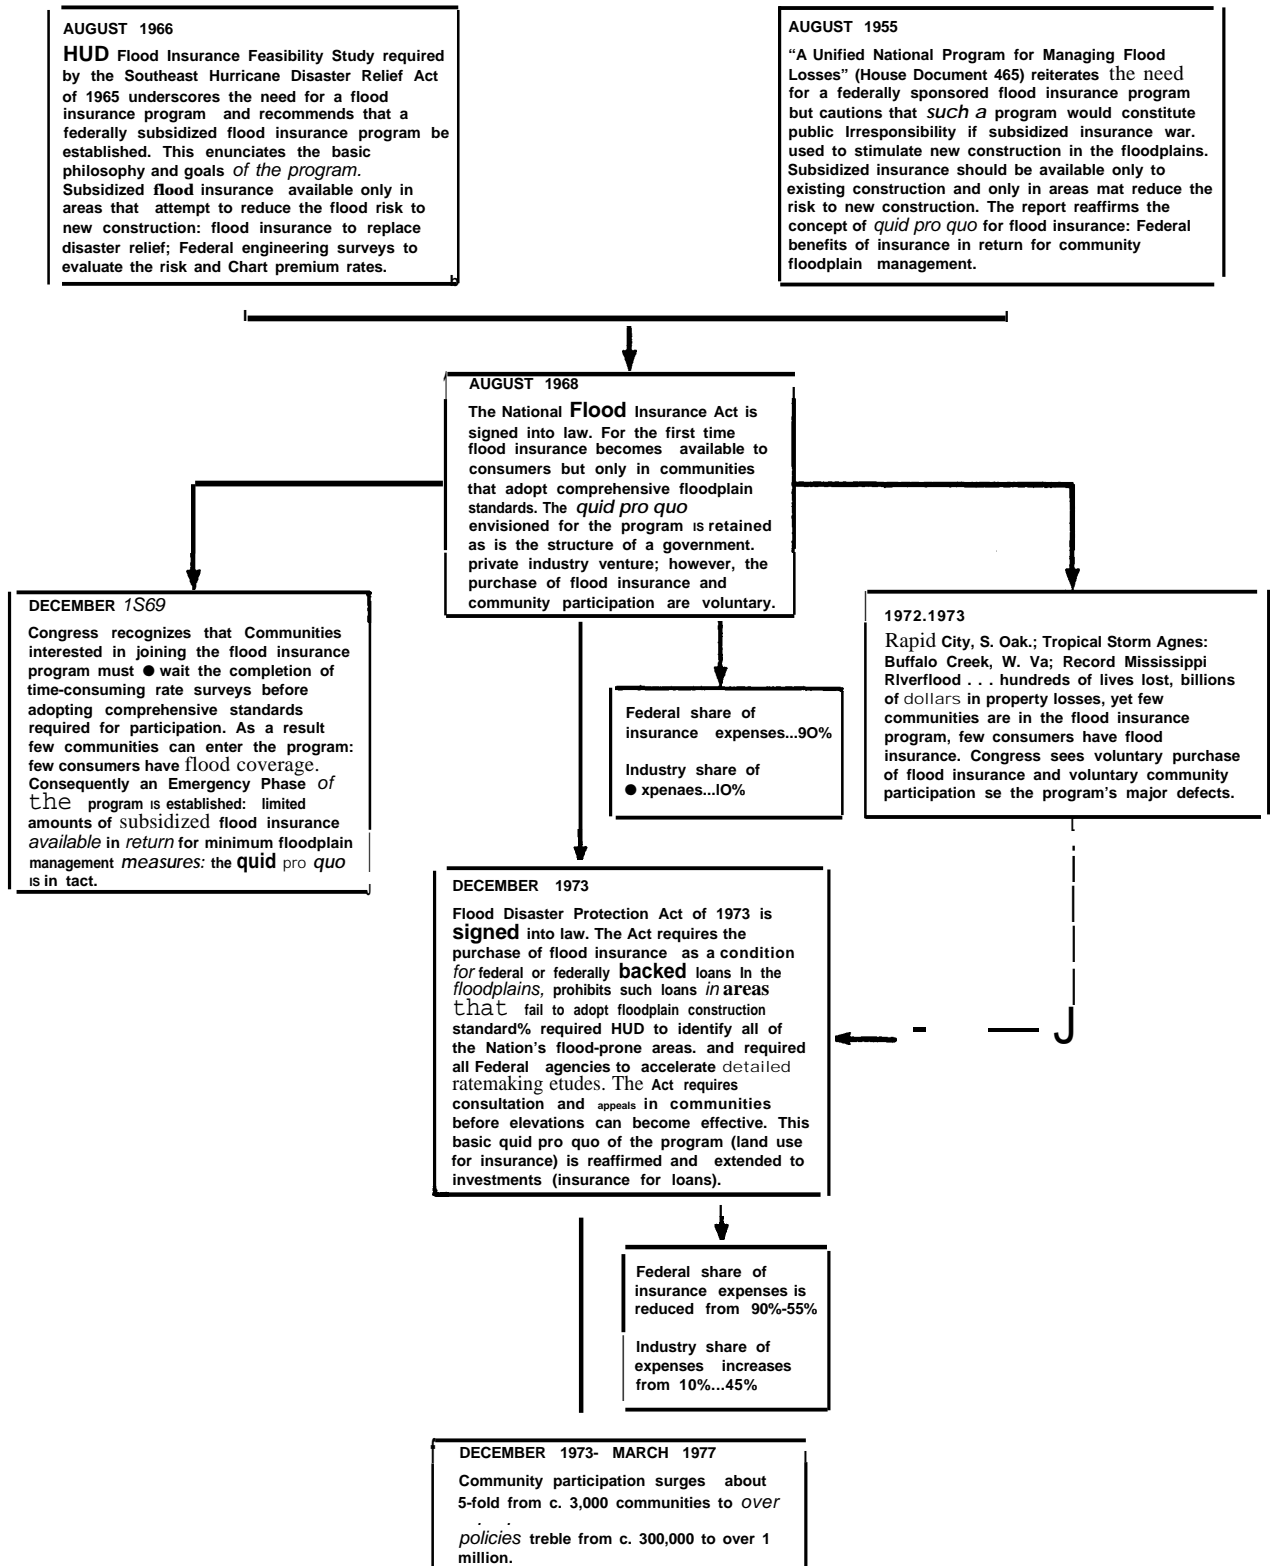 AUGUST 1966
HUD Flood Insurance Feasibility Study required
by the Southeast Hurricane Disaster Relief Act
of 1965 underscores the need for a flood
insurance program and recommends that a
federally subsidized flood insurance program be
established. This enunciates the basic
philosophy and goals of the program.
Subsidized flood insurance available only in
areas that attempt to reduce the flood risk to
new construction: flood insurance to replace
disaster relief; Federal engineering surveys to
evaluate the risk and Chart premium rates.
AUGUST 1955
“A Unified National Program for Managing Flood
Losses” (House Document 465) reiterates the need
for a federally sponsored flood insurance program
but cautions that such a program would constitute
public Irresponsibility if subsidized insurance war.
used to stimulate new construction in the floodplains.
Subsidized insurance should be available only to
existing construction and only in areas mat reduce the
risk to new construction. The report reaffirms the
concept of quid pro quo for flood insurance: Federal
benefits of insurance in return for community
floodplain management.
AUGUST 1968
The National Flood Insurance Act is
signed into law. For the first time
flood insurance becomes available to
consumers but only in communities
that adopt comprehensive floodplain
standards. The quid pro quo
envisioned for the program IS retained
as is the structure of a government.
private industry venture; however, the
purchase of flood insurance and
community participation are voluntary.
DECEMBER 1S69
Congress recognizes that Communities
interested in joining the flood insurance
program must ● wait the completion of
time-consuming rate surveys before
adopting comprehensive standards
required for participation. As a result
few communities can enter the program:
few consumers have flood coverage.
Consequently an Emergency Phase of
the program IS established: limited
amounts of subsidized flood insurance
available in return for minimum floodplain
management measures: the quid pro quo
IS in tact.
1972.1973
Rapid City, S. Oak.; Tropical Storm Agnes:
Buffalo Creek, W. Va; Record Mississippi
RIverflood . . . hundreds of lives lost, billions
of dollars in property losses, yet few
communities are in the flood insurance
program, few consumers have flood
insurance. Congress sees voluntary purchase
of flood insurance and voluntary community
participation se the program’s major defects.
Federal share of
insurance expenses...9O%
Industry share of
● xpenaes...IO%
DECEMBER 1973
Flood Disaster Protection Act of 1973 is
signed into law. The Act requires the
purchase of flood insurance as a condition
for federal or federally backed loans In the
floodplains, prohibits such loans in areas
that fail to adopt floodplain construction
standard% required HUD to identify all of
the Nation’s flood-prone areas. and required
all Federal agencies to accelerate detailed
ratemaking etudes. The Act requires
consultation and appeals in communities
before elevations can become effective. This
basic quid pro quo of the program (land use
for insurance) is reaffirmed and extended to
investments (insurance for loans).
Federal share of
insurance expenses is
reduced from 90%-55%
Industry share of
expenses increases
from 10%...45%
DECEMBER 1973- MARCH 1977
Community participation surges about
5-fold from c. 3,000 communities to over
policies treble from c. 300,000 to over 1
million.